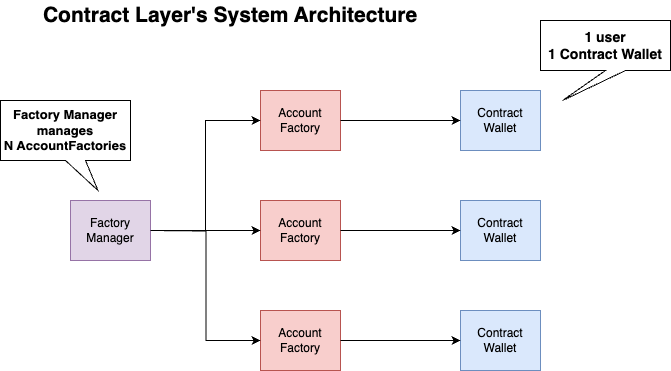 Contract Layer's System Architecture
1 user
1 Contract Wallet
Factory Manager
manages
N AccountFactories
Account
Factory
Contract
Wallet
Factory
Manager
Account
Factory
Contract
Wallet
Account
Factory
Contract
Wallet